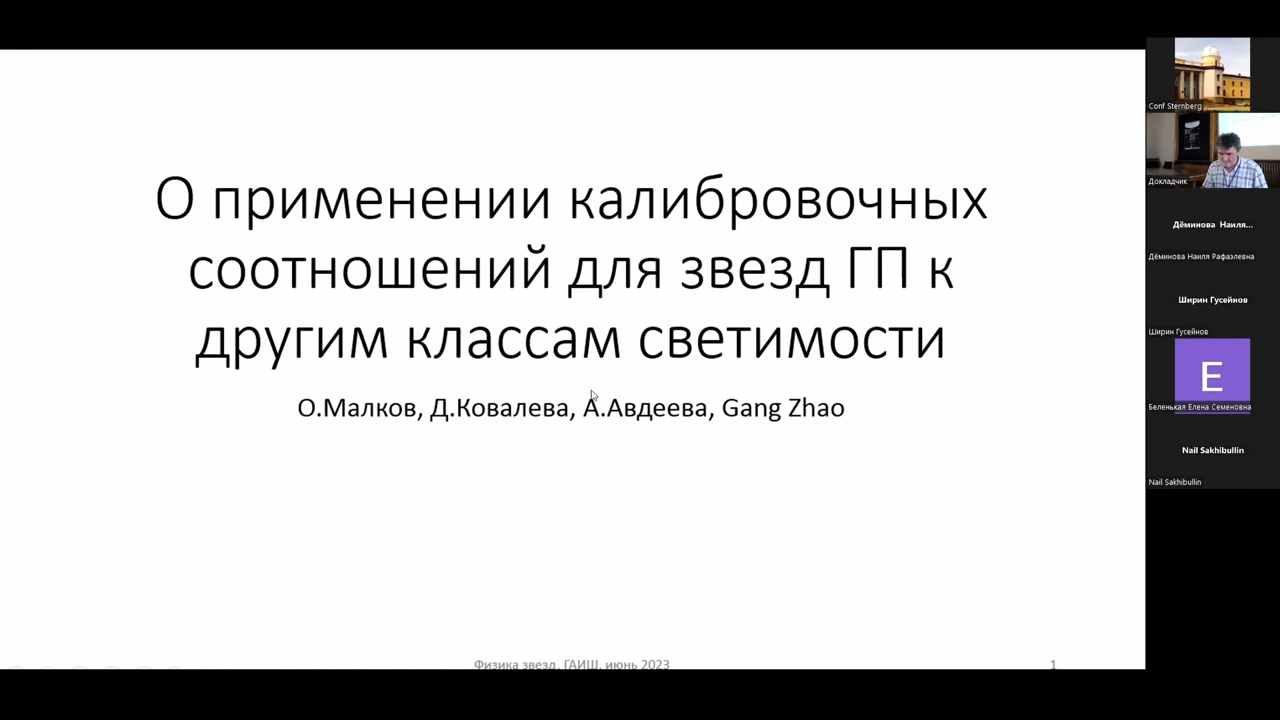 О применении калибровочных
соотношений для звезд ГП к
другим классам светимости
О.Малков, Д.Ковалева, А.Авдеева, Gang Zhao
Физика звезд, ГАИШ, июнь 2023
1
Conf Sternberg
Докладчик
Дёминова Наиля...
Дёминова Наиля Рафаэлевна
Ширин Гусейнов
Ширин Гусейнов
Е
Беленькая Елена Семеновна
Nail Sakhibullin
Nail Sakhibullin